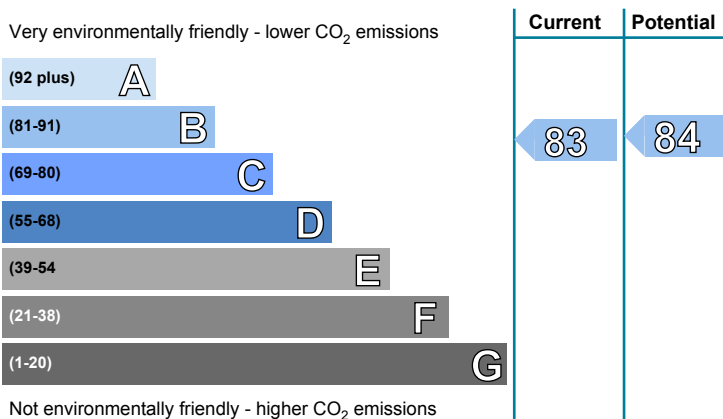 Very environmentally friendly - lower CO2 emissions
Current
Potential
(92 plus) A
(81-91) B
83
84
(69-80) C
(55-68) D
(39-54 E
(21-38) F
(1-20) G
Not environmentally friendly - higher CO2 emissions